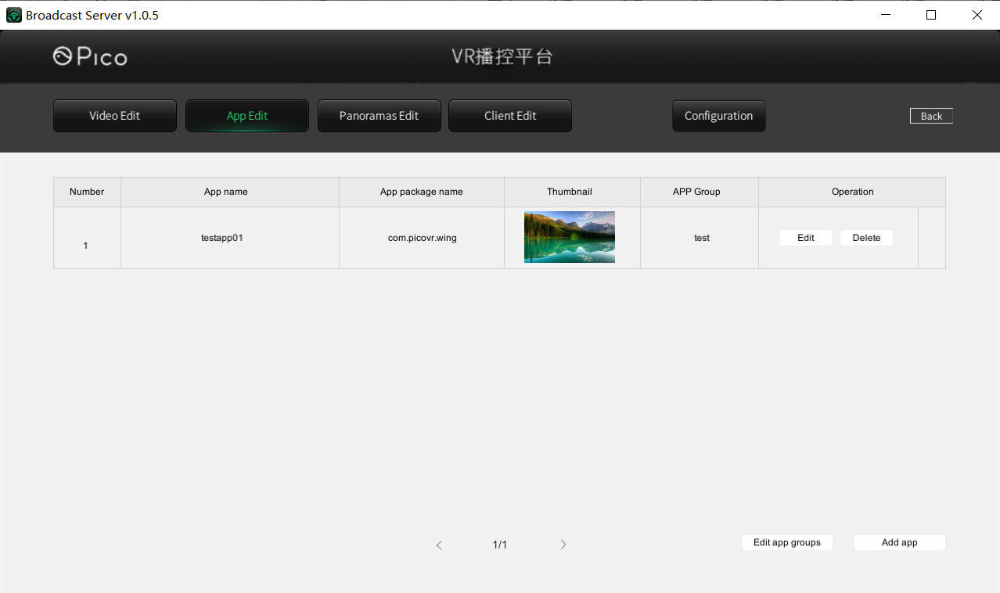 Broadcast Server v1.0.5
Pico
VR播控平台
Video Edit
App Edit
Panoramas Edit
Client Edit
Configuration
Back
Number
App name
App package name
Thumbnail
APP Group
Operation
1
testapp01
com.picovr.wing
test
Edit
Delete
1/1
Edit app groups
Add app